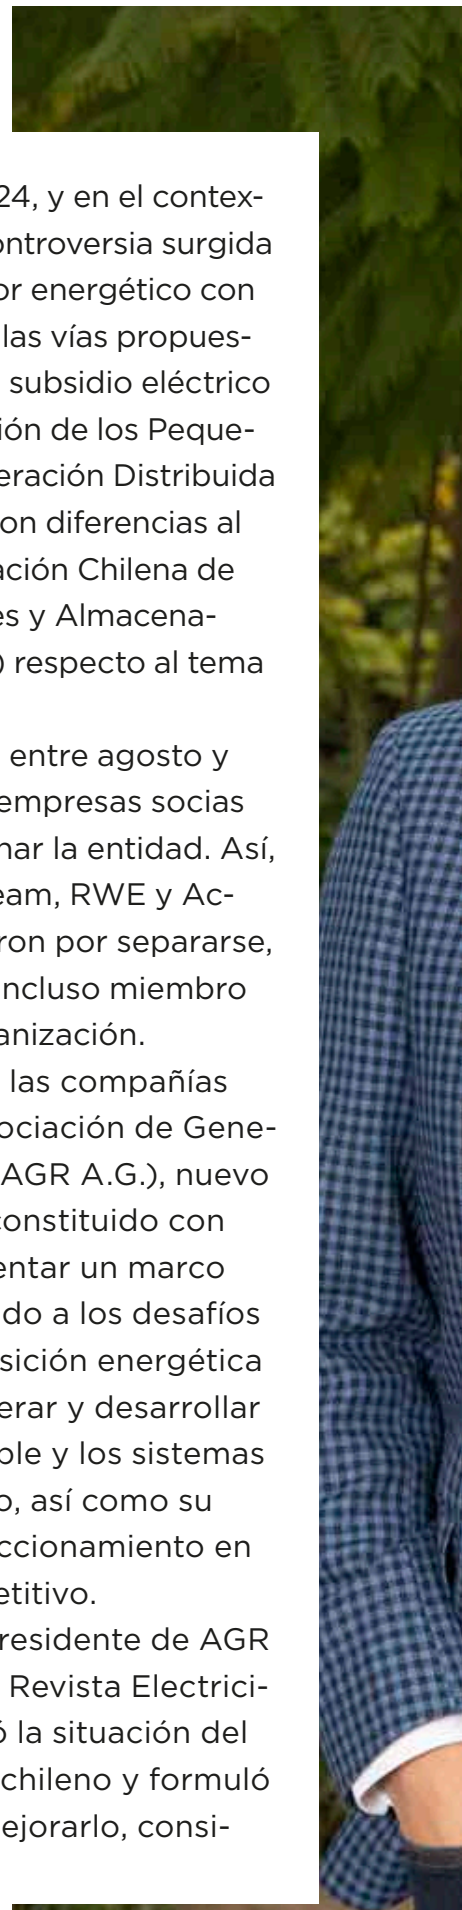 24, y en el contex-
ontroversia surgida
or energético con
las vías propues-
subsidio eléctrico
ión de los Peque-
eración Distribuida
on diferencias al
ación Chilena de
es y Almacena-
) respecto al tema
entre agosto y
empresas socias
nar la entidad. Así,
eam, RWE y Ac-
ron por separarse,
incluso miembro
anización.
las compañías
ociación de Gene-
AGR A.G.), nuevo
constituido con
entar un marco
do a los desafíos
sición energética
erar y desarrollar
ble y los sistemas
o, así como su
ccionamiento en
etitivo.
residente de AGR
Revista Electrici-
ó la situación del
chileno y formuló
ejorarlo, consi-